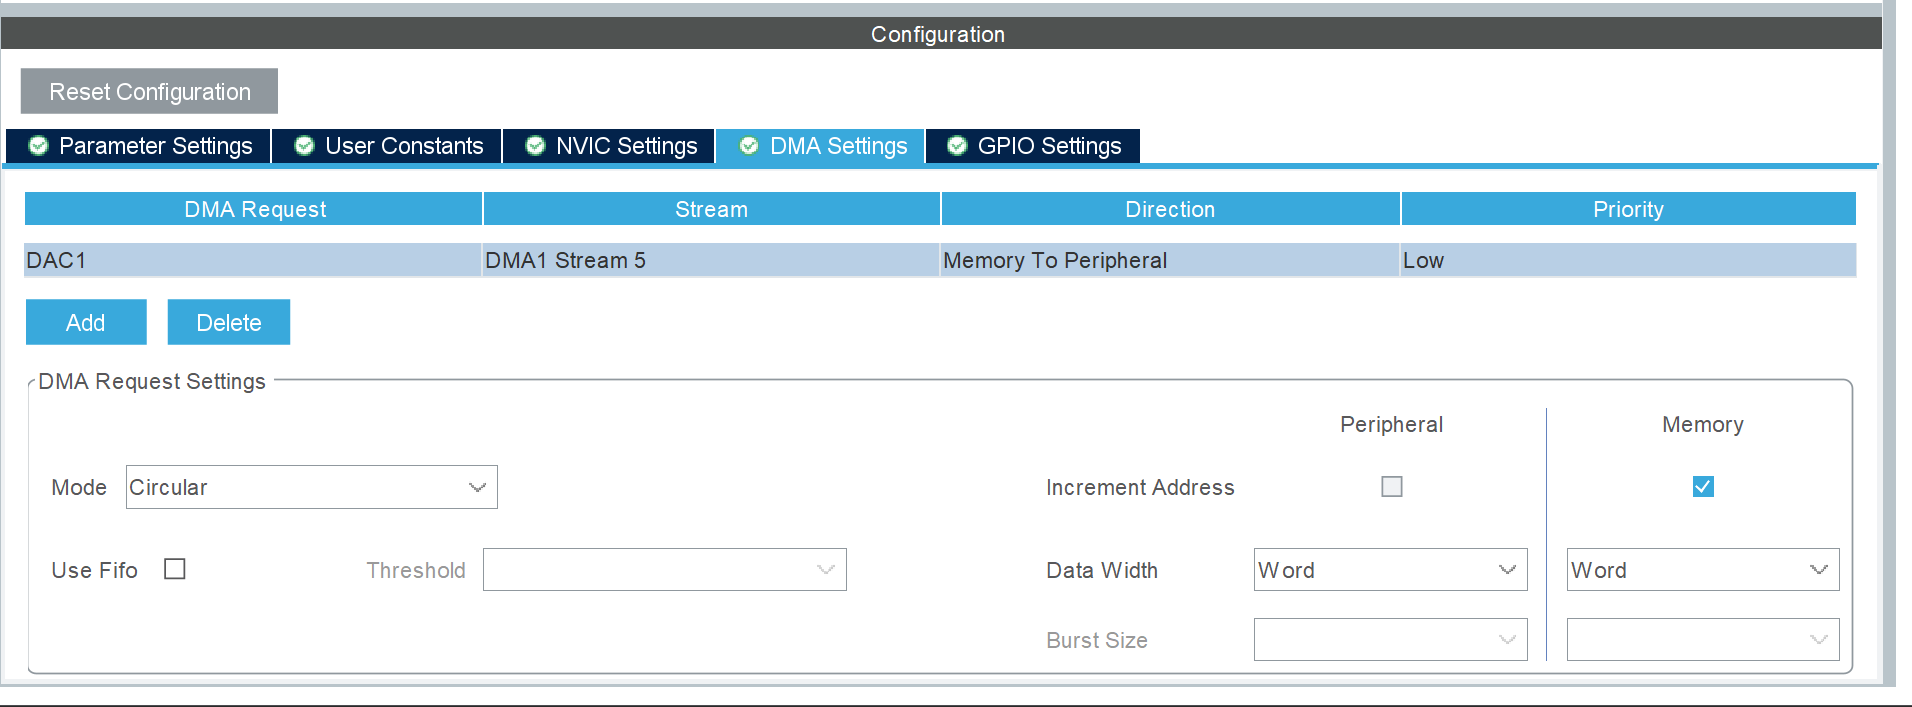 Configuration
Reset Configuration
Parameter Settings User Constants NVIC Settings DMA Settings GPIO Settings
DMA Request Stream Direction Priority
DAC1 DMA1 Stream 5 Memory To Peripheral Low
Add Delete
DMA Request Settings
Peripheral Memory
Mode Circular Increment Address
Use Fifo Threshold Data Width Word Word
Burst Size